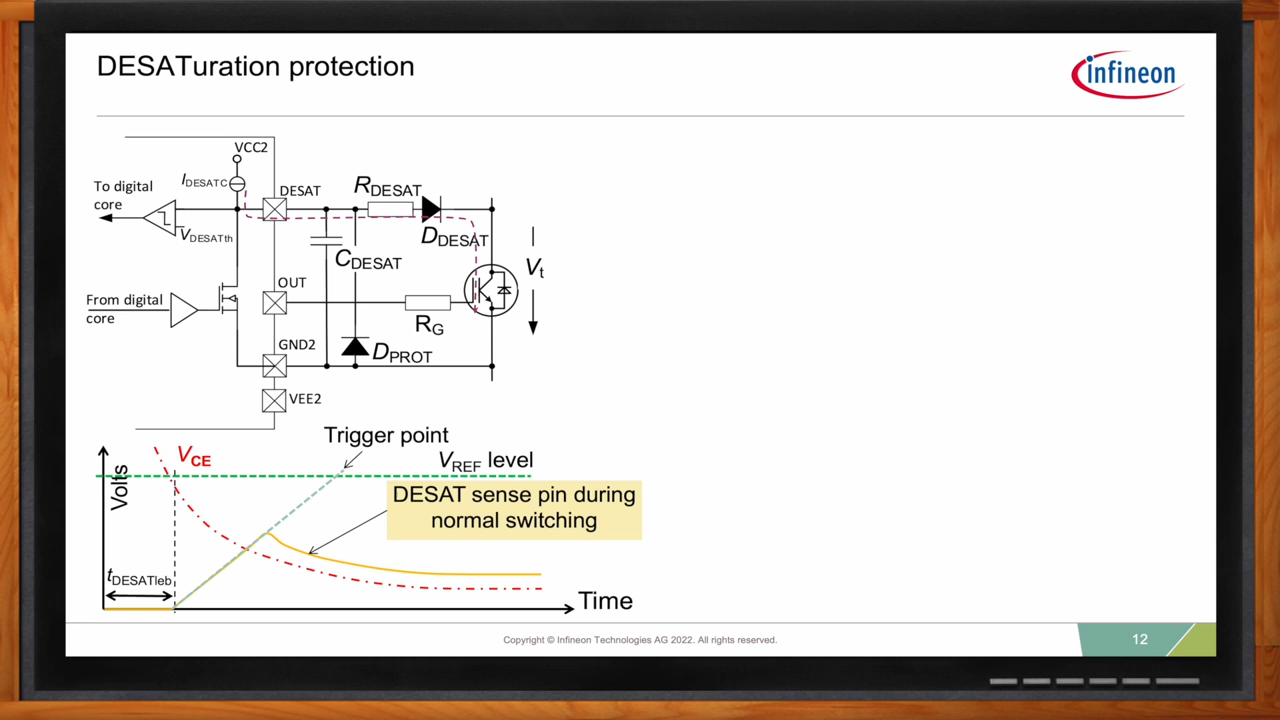 DESATuration protection
infineon
VCC2
IDESATC
To digital
core
DESAT
RDESAT
VDESATth
DDESAT
CDESAT
Vt
OUT
From digital
core
RG
GND2
DPROT
VEE2
Trigger point
VCE
VREF level
Volts
DESAT sense pin during
normal switching
tDESATleb
Time
Copyright © Infineon Technologies AG 2022. All rights reserved.
12